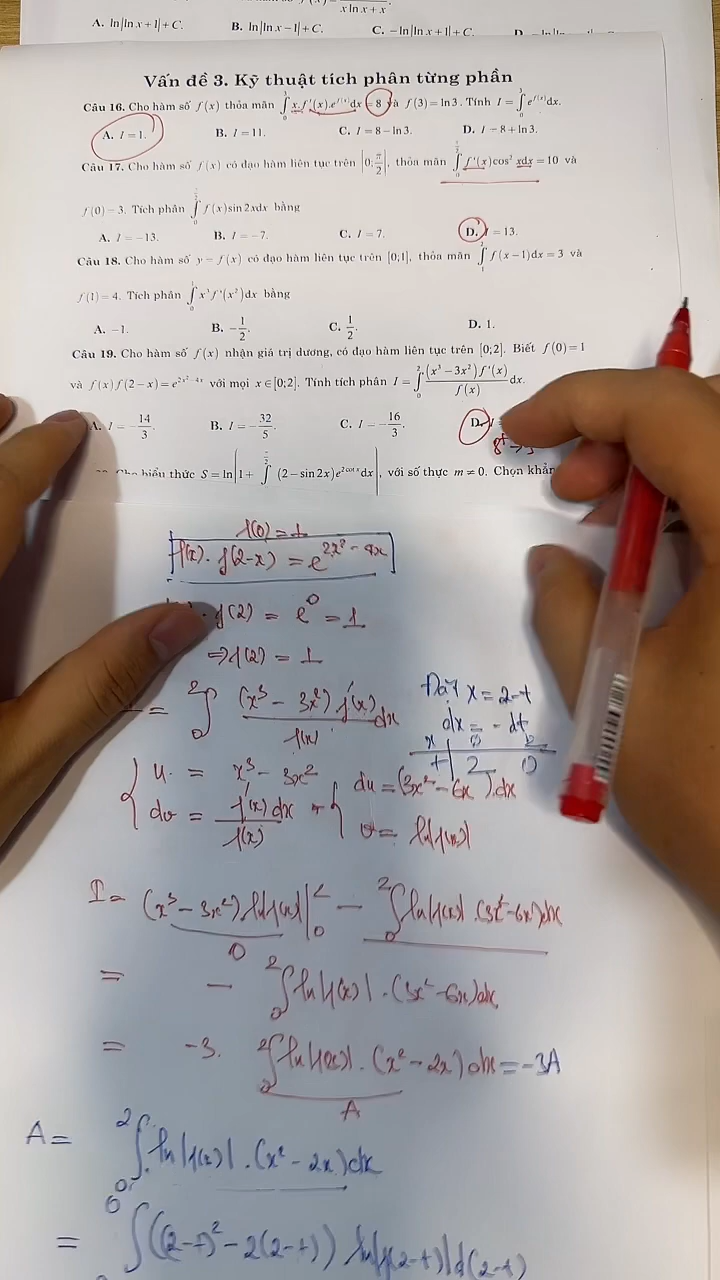 x ln x + x
A. ln|ln x + 1| + C. B. ln|ln x − 1| + C. C. −ln|ln x + 1| + C.
Vấn đề 3. Kỹ thuật tích phân từng phần
Câu 16. Cho hàm số f(x) thỏa mãn ∫₀³ x.f'(x).e^{f(x)}dx = 8 và f(3) = ln3. Tính I = ∫₀³ e^{f(x)}dx.
A. I = 1. B. I = 11. C. I = 8 − ln3. D. I = 8 + ln3.
Câu 17. Cho hàm số f(x) có đạo hàm liên tục trên [0; π/2], thỏa mãn ∫₀^{π/2} f'(x)cos²xdx = 10 và
f(0) = 3. Tích phân ∫₀^{π/2} f(x)sin2xdx bằng
A. I = −13. B. I = −7. C. I = 7. D. I = 13.
Câu 18. Cho hàm số y = f(x) có đạo hàm liên tục trên [0;1], thỏa mãn ∫₁² f(x−1)dx = 3 và
f(1) = 4. Tích phân ∫₀¹ x³f'(x²)dx bằng
A. −1. B. −1/2. C. 1/2. D. 1.
Câu 19. Cho hàm số f(x) nhận giá trị dương, có đạo hàm liên tục trên [0;2]. Biết f(0) = 1
và f(x)f(2−x) = e^{2x²−4x} với mọi x ∈ [0;2]. Tính tích phân I = ∫₀² (x³−3x²)f'(x)/f(x) dx.
A. I = −14/3. B. I = −32/5. C. I = −16/3. D.
biểu thức S = ln|1 + ∫^{π/2} (2−sin2x)e^{2cotx}dx|, với số thực m ≠ 0. Chọn khẳn
f(0) = 1
f(x). f(2−x) = e^{2x²−4x}
. f(2) = e⁰ = 1
⇒ f(2) = 1
= ∫₀² (x³ − 3x²) f'(x)/f(x) dx
Đặt x = 2−t
dx = −dt
x 0 2
t 2 0
{ u = x³ − 3x² { du = (3x² − 6x).dx
dv = f'(x)dx/f(x) v = ln|f(x)|
I = (x³ − 3x²) ln|f(x)| |₀² − ∫₀² ln|f(x)|.(3x²−6x)dx
0
= − ∫₀² ln|f(x)|.(3x²−6x)dx
= −3. ∫₀² ln|f(x)|.(x² − 2x)dx = −3A
A
A = ∫₀² ln|f(x)|.(x² − 2x)dx
= ∫ ((2−t)² − 2(2−t)) ln|f(2−t)|d(2−t)